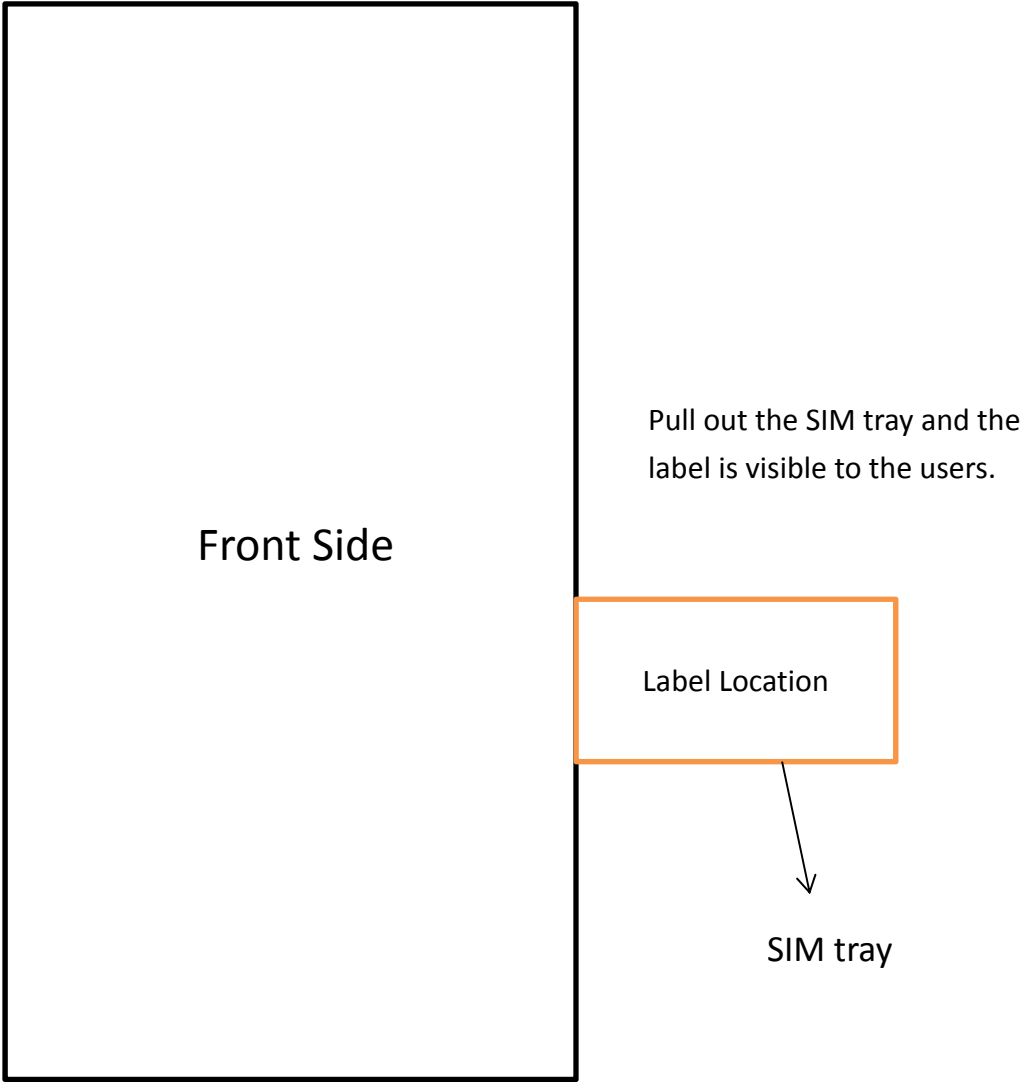 Pull out the SIM tray and the
label is visible to the users.
Front Side
Label Location
SIM tray